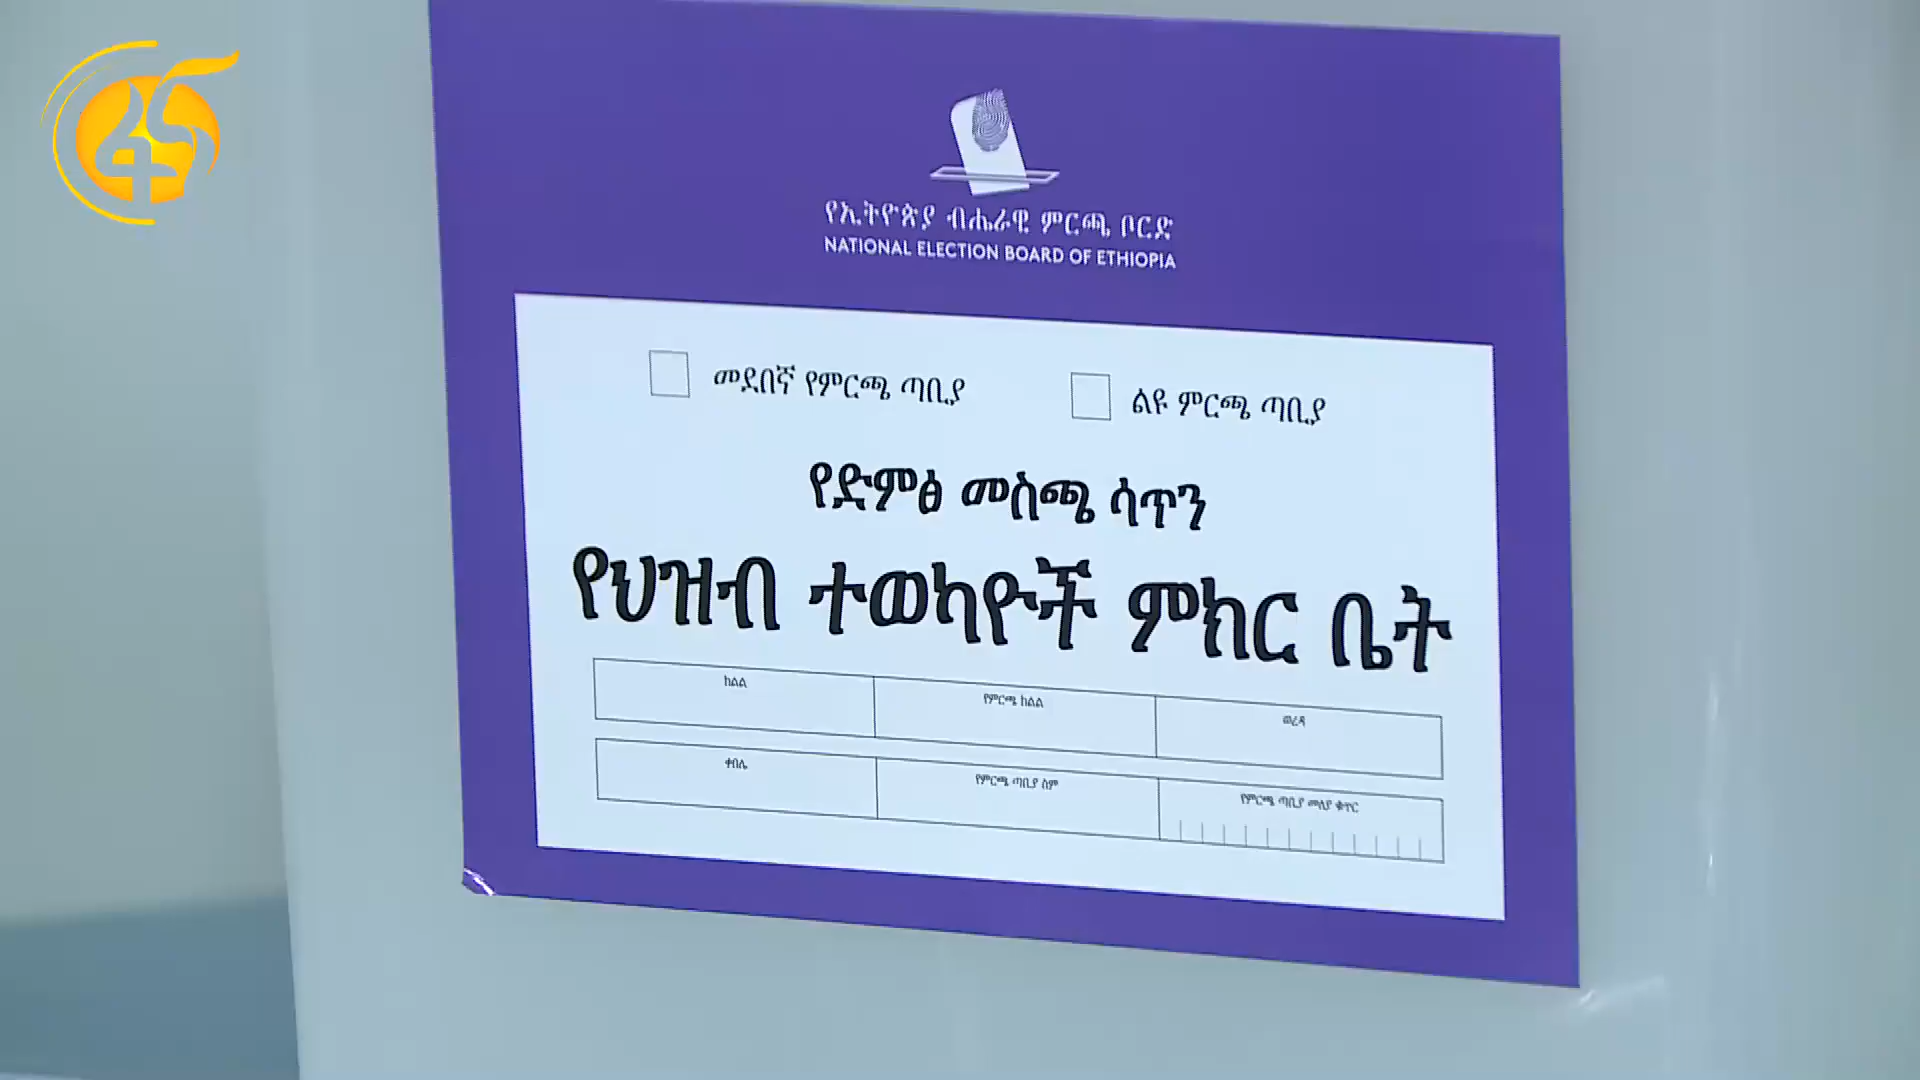 ፋና
የኢትዮጵያ ብሔራዊ ምርጫ ቦርድ
NATIONAL ELECTION BOARD OF ETHIOPIA
መደበኛ የምርጫ ጣቢያ ልዩ ምርጫ ጣቢያ
የድምፅ መስጫ ሳጥን
የህዝብ ተወካዮች ምክር ቤት
ክልል የምርጫ ክልል ወረዳ
ቀበሌ የምርጫ ጣቢያ ስም የምርጫ ጣቢያ መለያ ቁጥር